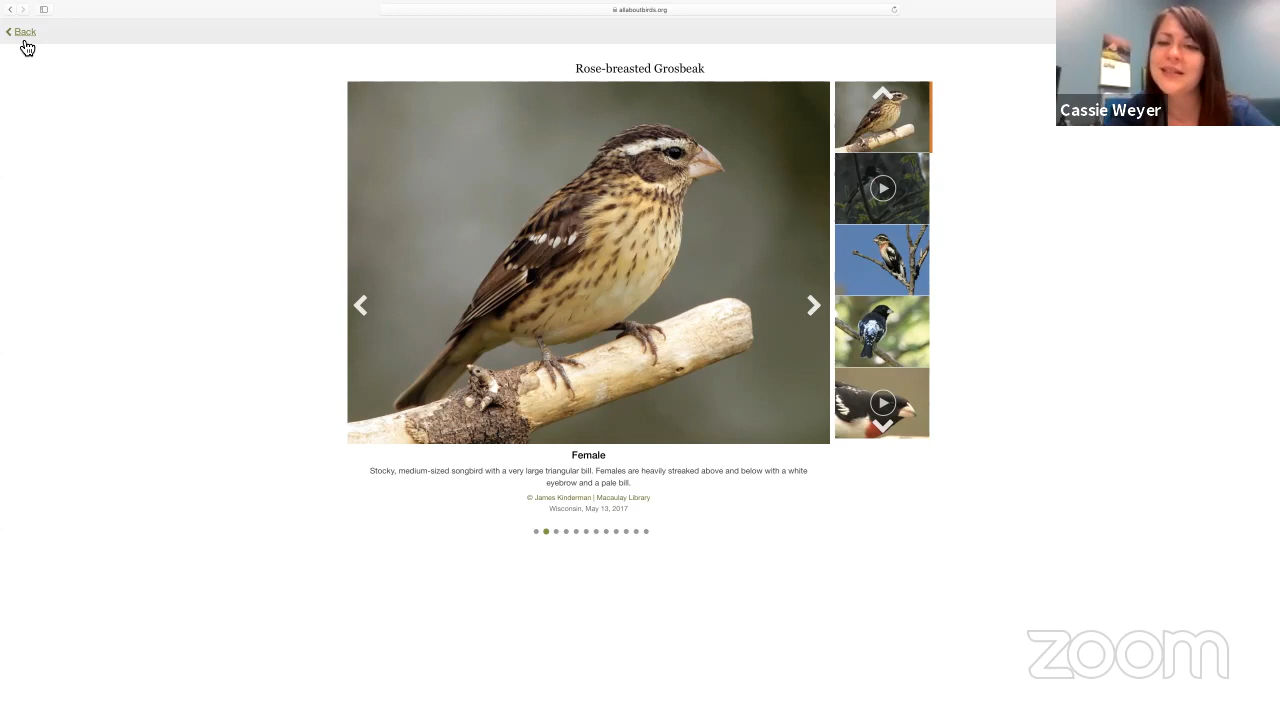 allaboutbirds.org
Back
Cassie Weyer
Rose-breasted Grosbeak
Female
Stocky, medium-sized songbird with a very large triangular bill. Females are heavily streaked above and below with a white
eyebrow and a pale bill.
© James Kinderman | Macaulay Library
Wisconsin, May 13, 2017
zoom